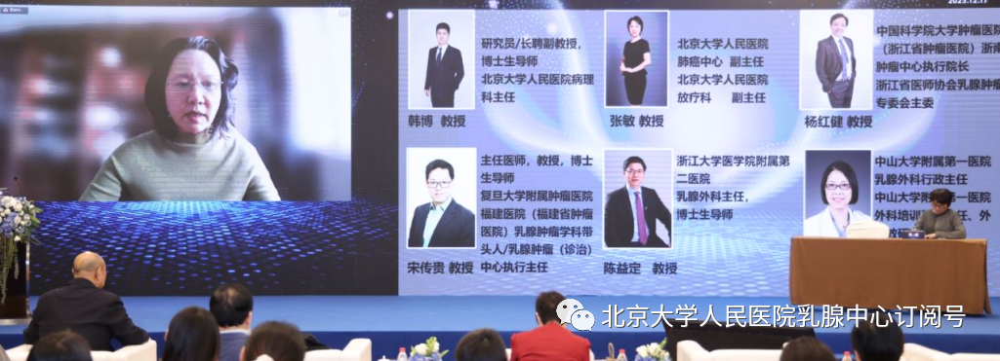 2023.12.17
研究员/长聘副教授，
博士生导师
北京大学人民医院病理
科主任
韩博 教授
北京大学人民医院
肺癌中心 副主任
北京大学人民医院
放疗科 副主任
张敏 教授
中国科学院大学肿瘤医院
（浙江省肿瘤医院）浙南
肿瘤中心执行院长
浙江省医师协会乳腺肿瘤
专委会主委
杨红健 教授
主任医师，教授，博士
生导师
复旦大学附属肿瘤医院
福建医院（福建省肿瘤
医院）乳腺肿瘤学科带
头人/乳腺肿瘤（诊治）
中心执行主任
宋传贵 教授
浙江大学医学院附属第
二医院
乳腺外科主任，
博士生导师
陈益定 教授
中山大学附属第一医院
乳腺外科行政主任
中山大学附 第一医院
外科培训 任、外
北京大学人民医院乳腺中心订阅号